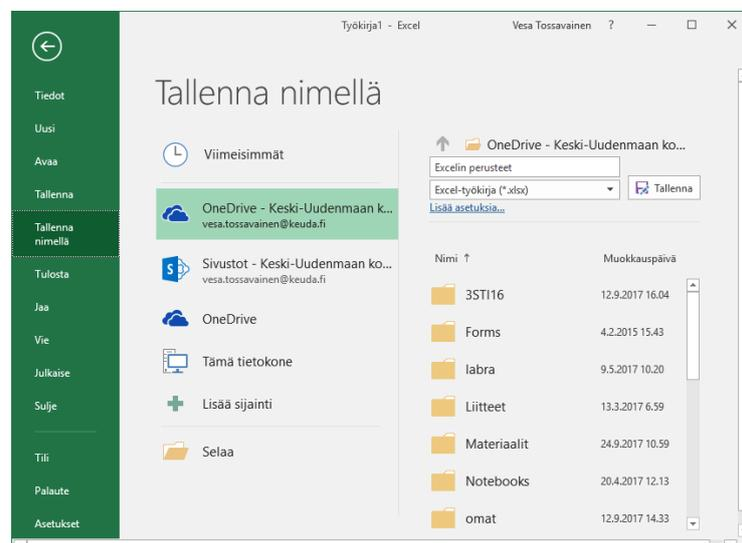 Työkirja1 - Excel
Vesa Tossavainen ?
Tiedot
Uusi
Avaa
Tallenna
Tallenna
nimellä
Tulosta
Jaa
Vie
Julkaise
Sulje
Tili
Palaute
Asetukset
Tallenna nimellä
Viimeisimmät
OneDrive - Keski-Uudenmaan k...
vesa.tossavainen@keuda.fi
Sivustot - Keski-Uudenmaan ko...
vesa.tossavainen@keuda.fi
OneDrive
Tämä tietokone
Lisää sijainti
Selaa
OneDrive - Keski-Uudenmaan ko...
Excelin perusteet
Excel-työkirja (*.xlsx)
Tallenna
Lisää asetuksia...
Nimi ↑ Muokkauspäivä
3STI16 12.9.2017 16.04
Forms 4.2.2015 15.43
labra 9.5.2017 10.20
Liitteet 13.3.2017 6.59
Materiaalit 24.9.2017 10.59
Notebooks 20.4.2017 12.13
omat 12.9.2017 14.33